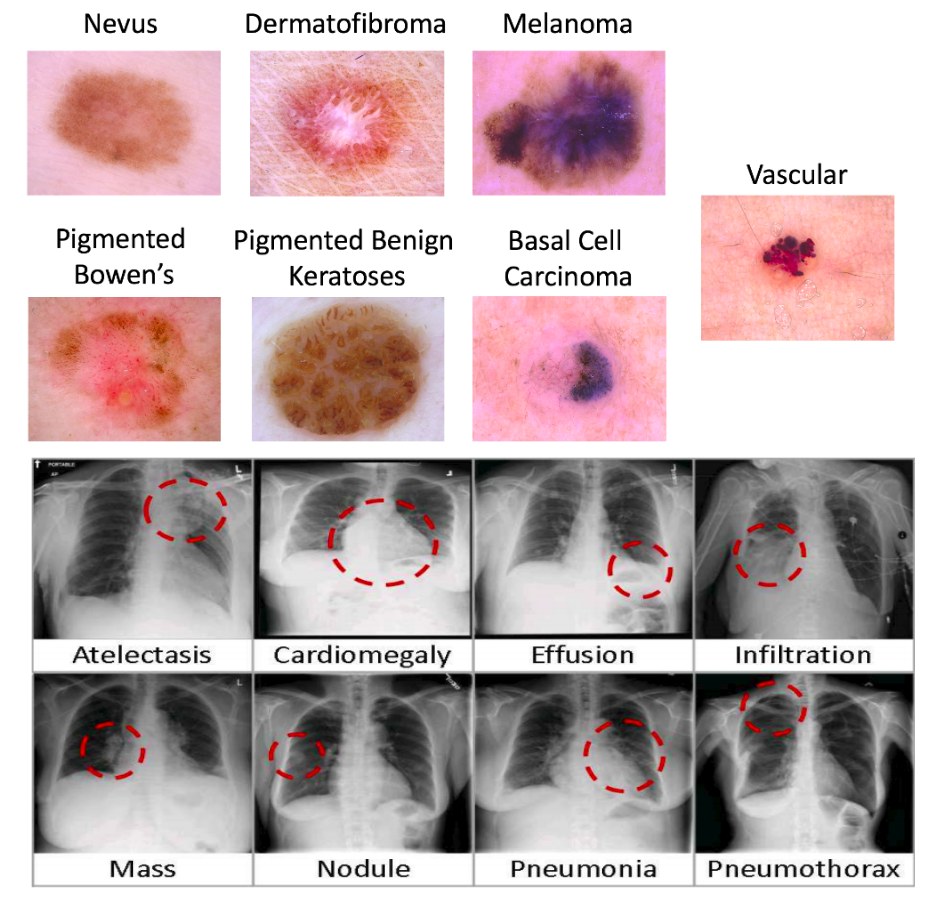 Nevus
Dermatofibroma
Melanoma
Vascular
Pigmented
Bowen's
Pigmented Benign
Keratoses
Basal Cell
Carcinoma
PORTABLE
AP
L
Atelectasis
Cardiomegaly
Effusion
Infiltration
L
Mass
Nodule
Pneumonia
Pneumothorax